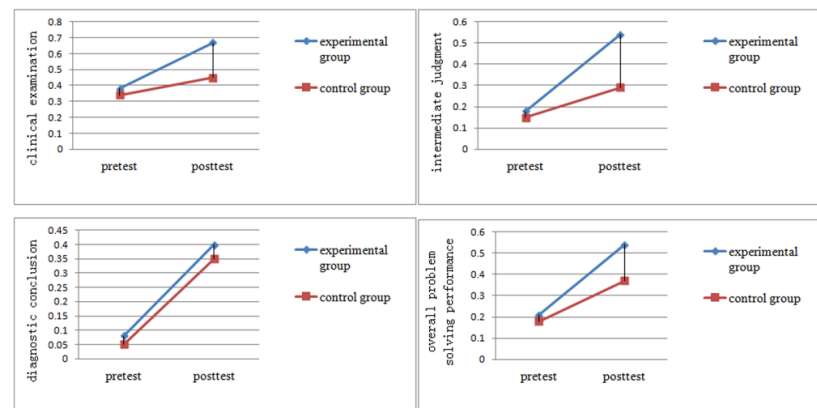 clinical examination
0.8
0.7
0.6
0.5
0.4
0.3
0.2
0.1
0
pretest posttest
experimental
group
control group
intermediate judgment
0.6
0.5
0.4
0.3
0.2
0.1
0
pretest posttest
experimental
group
control group
diagnostic conclusion
0.45
0.4
0.35
0.3
0.25
0.2
0.15
0.1
0.05
0
pretest posttest
experimental
group
control group
overall problem
solving performance
0.6
0.5
0.4
0.3
0.2
0.1
0
pretest posttest
experimental
group
control group